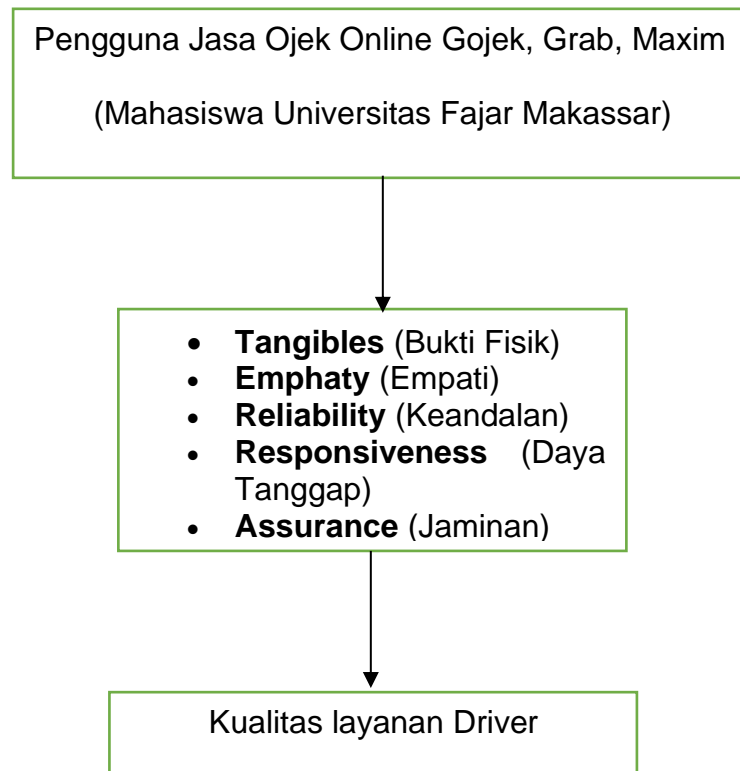 Pengguna Jasa Ojek Online Gojek, Grab, Maxim
(Mahasiswa Universitas Fajar Makassar)
• Tangibles (Bukti Fisik)
• Emphaty (Empati)
• Reliability (Keandalan)
• Responsiveness (Daya
Tanggap)
• Assurance (Jaminan)
Kualitas layanan Driver